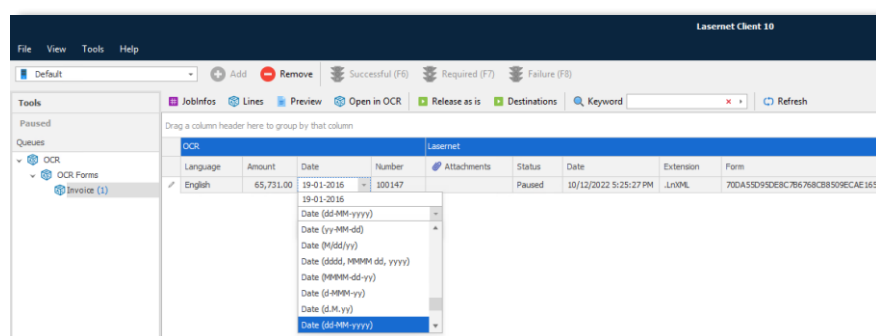 Lasernet Client 10
File View Tools Help
Default Add Remove Successful (F6) Required (F7) Failure (F8)
Tools JobInfos Lines Preview Open in OCR Release as is Destinations Keyword Refresh
Paused Drag a column header here to group by that column
Queues OCR Lasernet
OCR Language Amount Date Number Attachments Status Date Extension Form
OCR Forms English 65,731.00 19-01-2016 100147 Paused 10/12/2022 5:25:27 PM .LnXML 70DA55D95DE8C7B6768CB8509ECAE165
Invoice (1)
19-01-2016
Date (dd-MM-yyyy)
Date (yy-MM-dd)
Date (M/dd/yy)
Date (dddd, MMMM dd, yyyy)
Date (MMMM-dd-yy)
Date (d-MMM-yy)
Date (d.M.yy)
Date (dd-MM-yyyy)